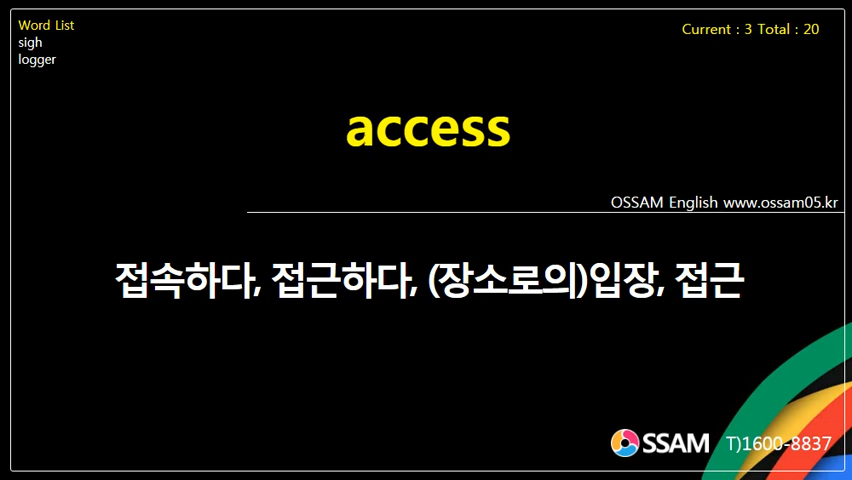 Word List
sigh
logger
Current : 3 Total : 20
access
OSSAM English www.ossam05.kr
접속하다, 접근하다, (장소로의)입장, 접근
OSSAM T)1600-8837